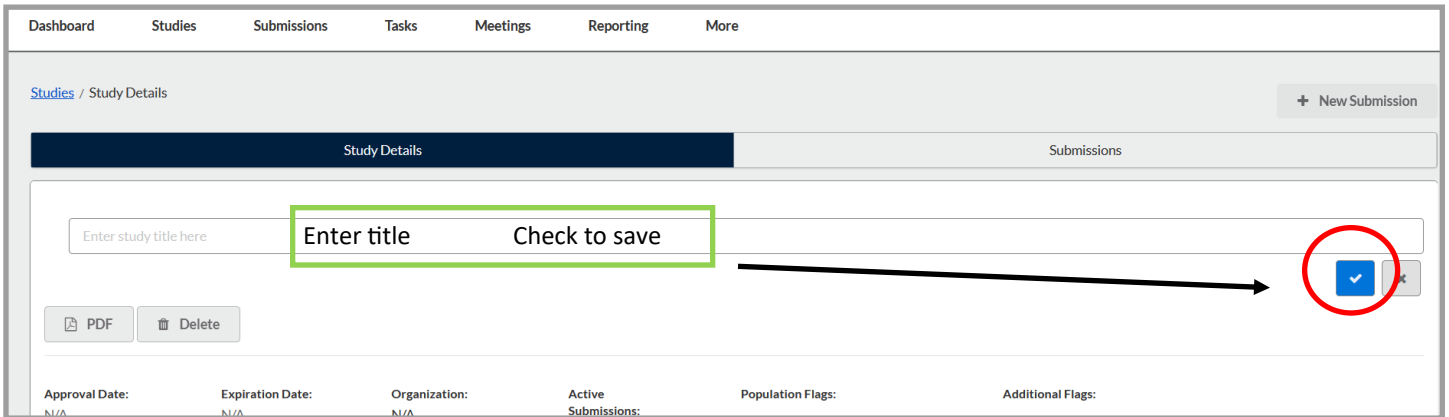 Dashboard Studies Submissions Tasks Meetings Reporting More
Studies / Study Details
+ New Submission
Study Details Submissions
Enter study title here Enter title Check to save
PDF Delete
Approval Date: Expiration Date: Organization: Active Submissions: Population Flags: Additional Flags:
N/A N/A N/A